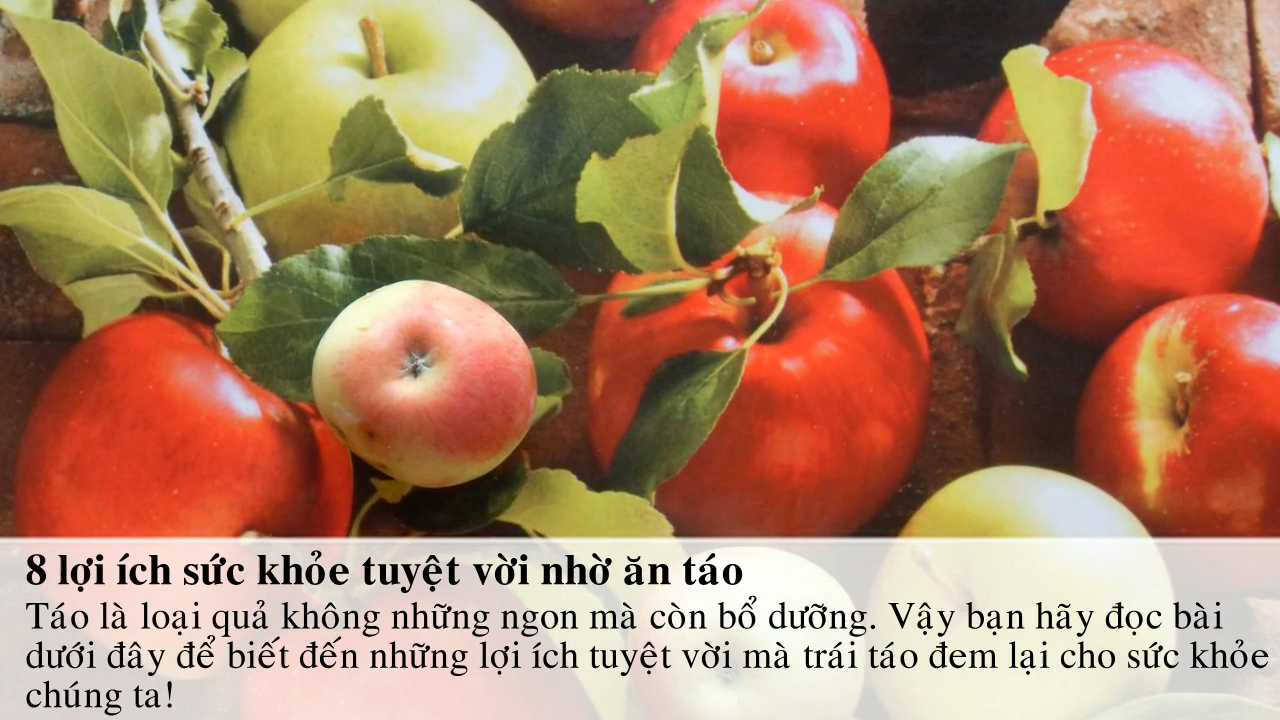 8 lợi ích sức khỏe tuyệt vời nhờ ăn táo
Táo là loại quả không những ngon mà còn bổ dưỡng. Vậy bạn hãy đọc bài
dưới đây để biết đến những lợi ích tuyệt vời mà trái táo đem lại cho sức khỏe
chúng ta!